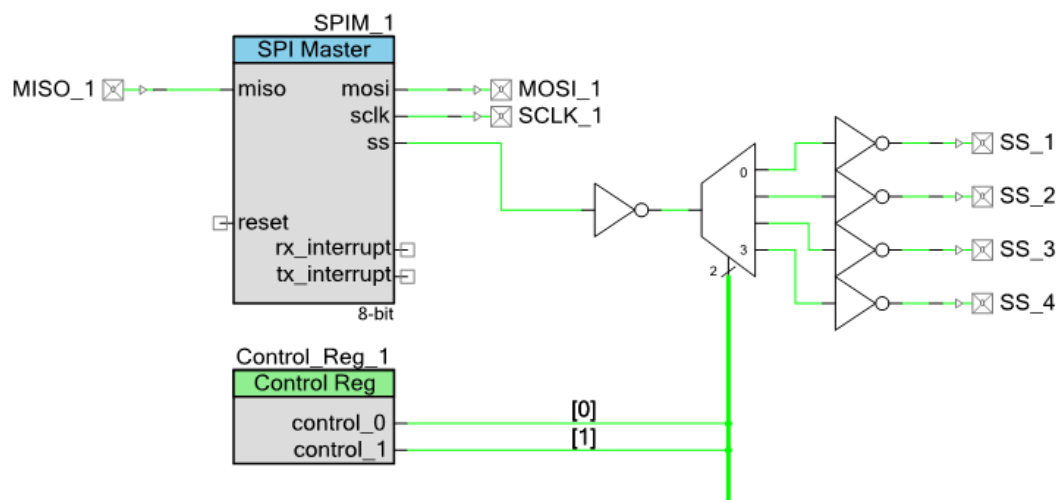 SPIM_1
SPI Master
MISO_1
miso
mosi
MOSI_1
sclk
SCLK_1
ss
reset
rx_interrupt
tx_interrupt
8-bit
0
3
2
SS_1
SS_2
SS_3
SS_4
Control_Reg_1
Control Reg
control_0
[0]
control_1
[1]